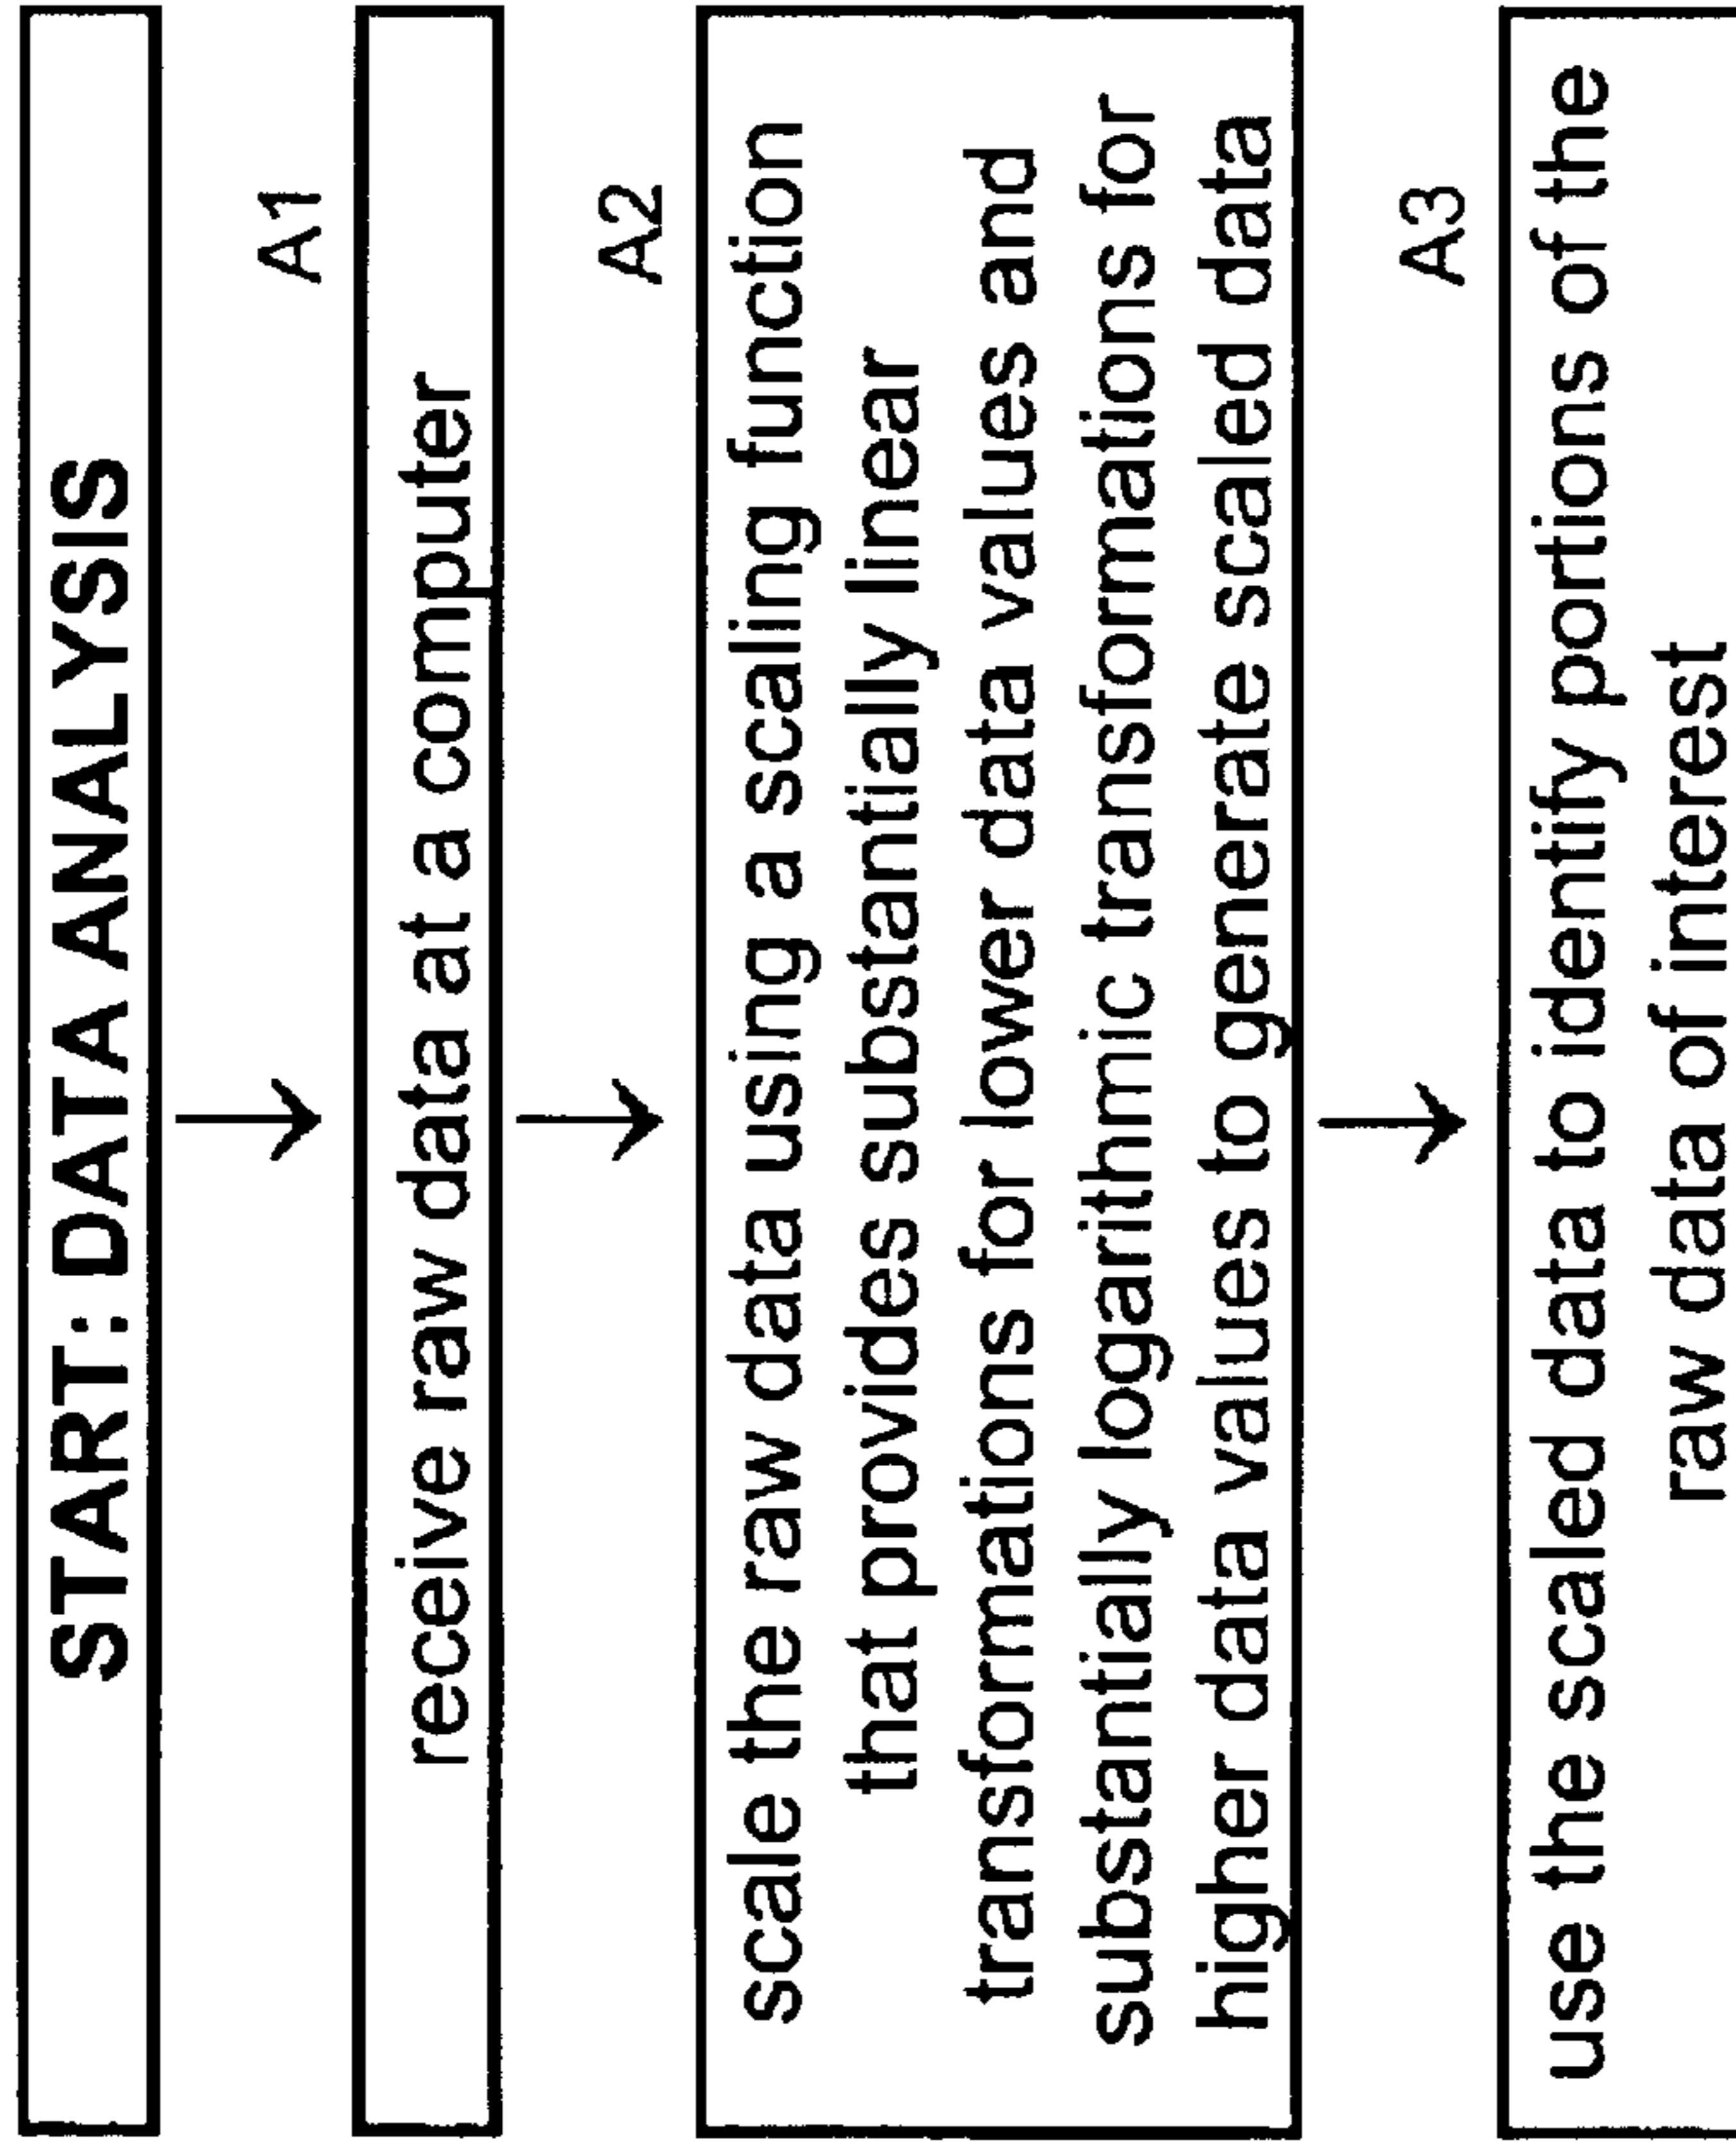 START: DATA ANALYSIS
A1
receive raw data at a computer
A2
scale the raw data using a scaling function
that provides substantially linear
transformations for lower data values and
substantially logarithmic transformations for
higher data values to generate scaled data
A3
use the scaled data to identify portions of the
raw data of interest